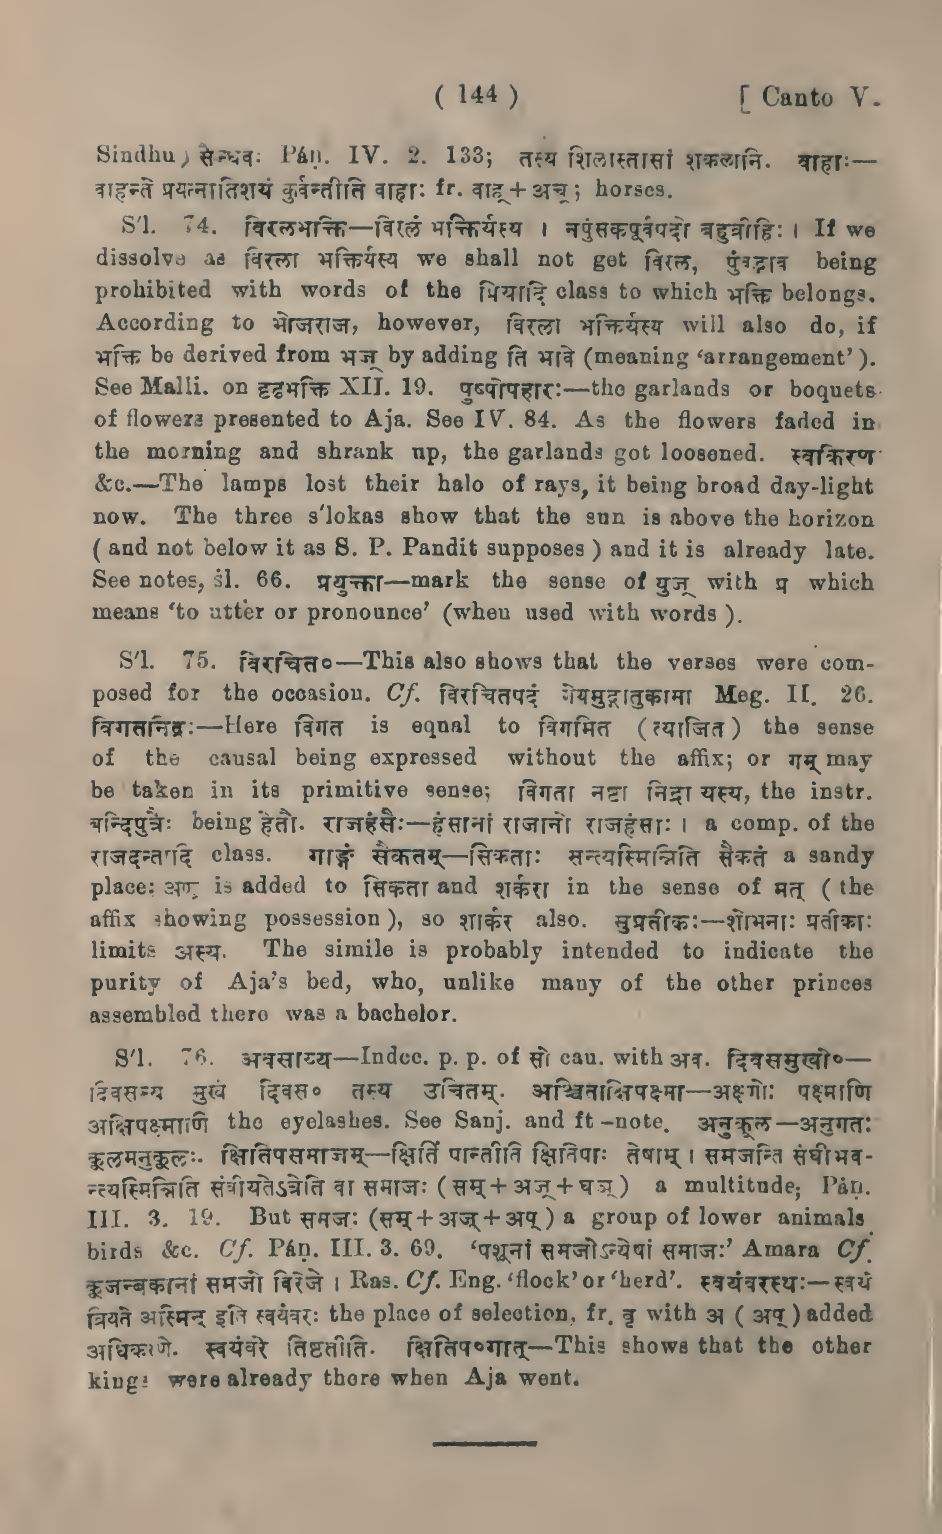 ( 144 ) [ Canto V.
Sindhu ) सैन्धवः Páṇ. IV. 2. 133; तस्य शिलास्तासां शकलानि. वाहाः—
वाहन्ते प्रयत्नातिशयं कुर्वन्तीति वाहाः fr. वाह्+अच्; horses.
S'l. 74. विरलभक्ति—विरलं भक्तिर्यस्य । नपुंसकपूर्वपदो बहुव्रीहिः। If we
dissolve as विरला भक्तिर्यस्य we shall not get विरल, पुंवद्भाव being
prohibited with words of the प्रियादि class to which भक्ति belongs.
According to भोजराज, however, विरला भक्तिर्यस्य will also do, if
भक्ति be derived from भज् by adding ति भावे (meaning ‘arrangement’ ).
See Malli. on दृढभक्ति XII. 19. पुष्पोपहारः—the garlands or boquets
of flowers presented to Aja. See IV. 84. As the flowers faded in
the morning and shrank up, the garlands got loosened. स्वकिरण
&c.—The lamps lost their halo of rays, it being broad day-light
now. The three s'lokas show that the sun is above the horizon
( and not below it as S. P. Pandit supposes ) and it is already late.
See notes, śl. 66. प्रयुक्ता—mark the sense of युज् with प्र which
means ‘to utter or pronounce’ (when used with words ).
S'l. 75. विरचित०—This also shows that the verses were com-
posed for the occasion. Cf. विरचितपदं गेयमुद्गातुकामा Meg. II. 26.
विगतनिद्रः—Here विगत is equal to विगमित (त्याजित ) the sense
of the causal being expressed without the affix; or गम् may
be taken in its primitive sense; विगता नष्टा निद्रा यस्य, the instr.
बन्दिपुत्रैः being हेतौ. राजहंसैः—हंसानां राजानो राजहंसाः। a comp. of the
राजदन्तादि class. गाङ्गं सैकतम्—सिकताः सन्त्यस्मिन्निति सैकतं a sandy
place: अण् is added to सिकता and शर्करा in the sense of मत् ( the
affix showing possession ), so शार्कर also. सुप्रतीकः—शोभनाः प्रतीकाः
limits अस्य. The simile is probably intended to indicate the
purity of Aja's bed, who, unlike many of the other princes
assembled there was a bachelor.
S'l. 76. अवसाय्य—Indec. p. p. of सो cau. with अव. दिवसमुखो०—
दिवसस्य मुखं दिवस० तस्य उचितम्. अञ्चिताक्षिपक्ष्मा—अक्ष्णोः पक्ष्माणि
अक्षिपक्ष्माणि the eyelashes. See Sanj. and ft-note. अनुकूल—अनुगतः
कूलमनुकूलः. क्षितिपसमाजम्—क्षितिं पान्तीति क्षितिपाः तेषाम्। समजन्ति संघीभव-
न्त्यस्मिन्निति संवीयतेऽत्रेति वा समाजः (सम्+अज्+घञ्) a multitude; Páṇ.
III. 3. 19. But समजः (सम्+अज्+अप्) a group of lower animals
birds &c. Cf. Páṇ. III. 3. 69. ‘पशूनां समजोऽन्येषां समाजः’ Amara Cf.
कूजन्बकानां समजो विरेजे । Ras. Cf. Eng. ‘flock’ or ‘herd’. स्वयंवरस्थः—स्वयं
व्रियते अस्मिन् इति स्वयंवरः the place of selection, fr. वृ with अ ( अप् ) added
अधिकरणे. स्वयंवरे तिष्ठतीति. क्षितिप०गात्—This shows that the other
kings were already there when Aja went.